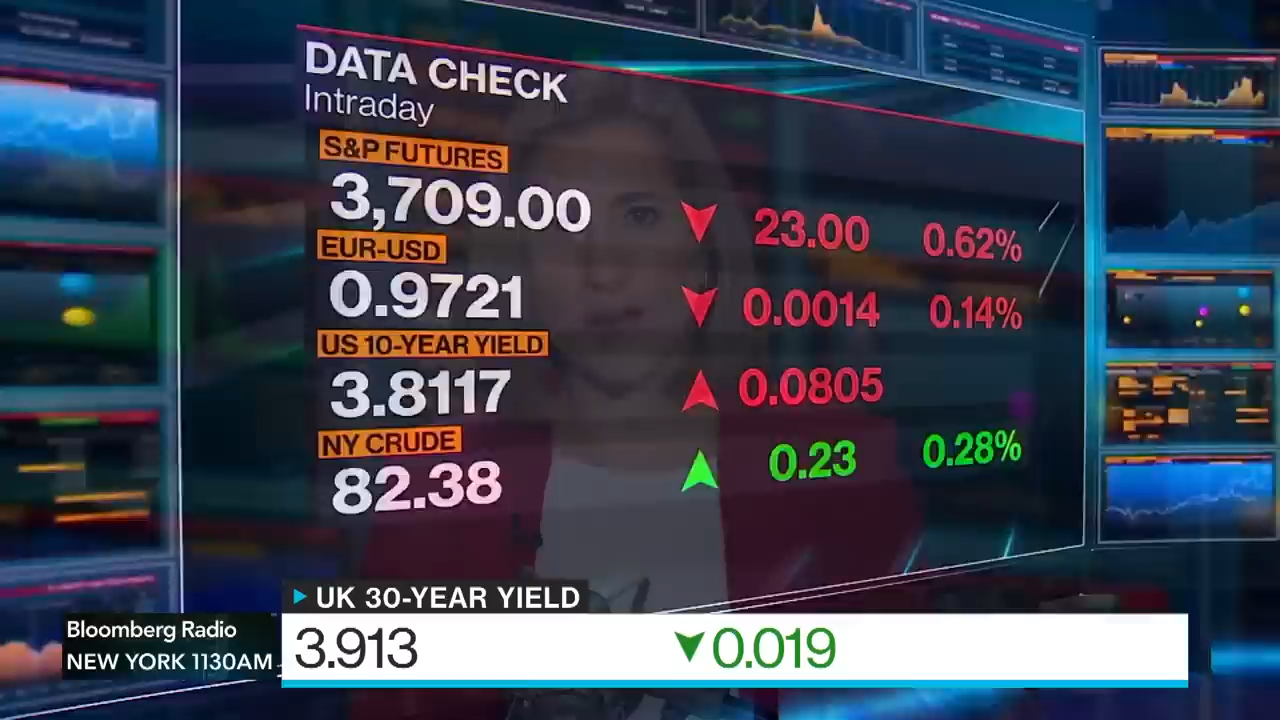 DATA CHECK
Intraday
S&P FUTURES
3,709.00 23.00 0.62%
EUR-USD
0.9721 0.0014 0.14%
US 10-YEAR YIELD
3.8117 0.0805
NY CRUDE
82.38 0.23 0.28%
UK 30-YEAR YIELD
Bloomberg Radio
NEW YORK 1130AM
3.913 0.019